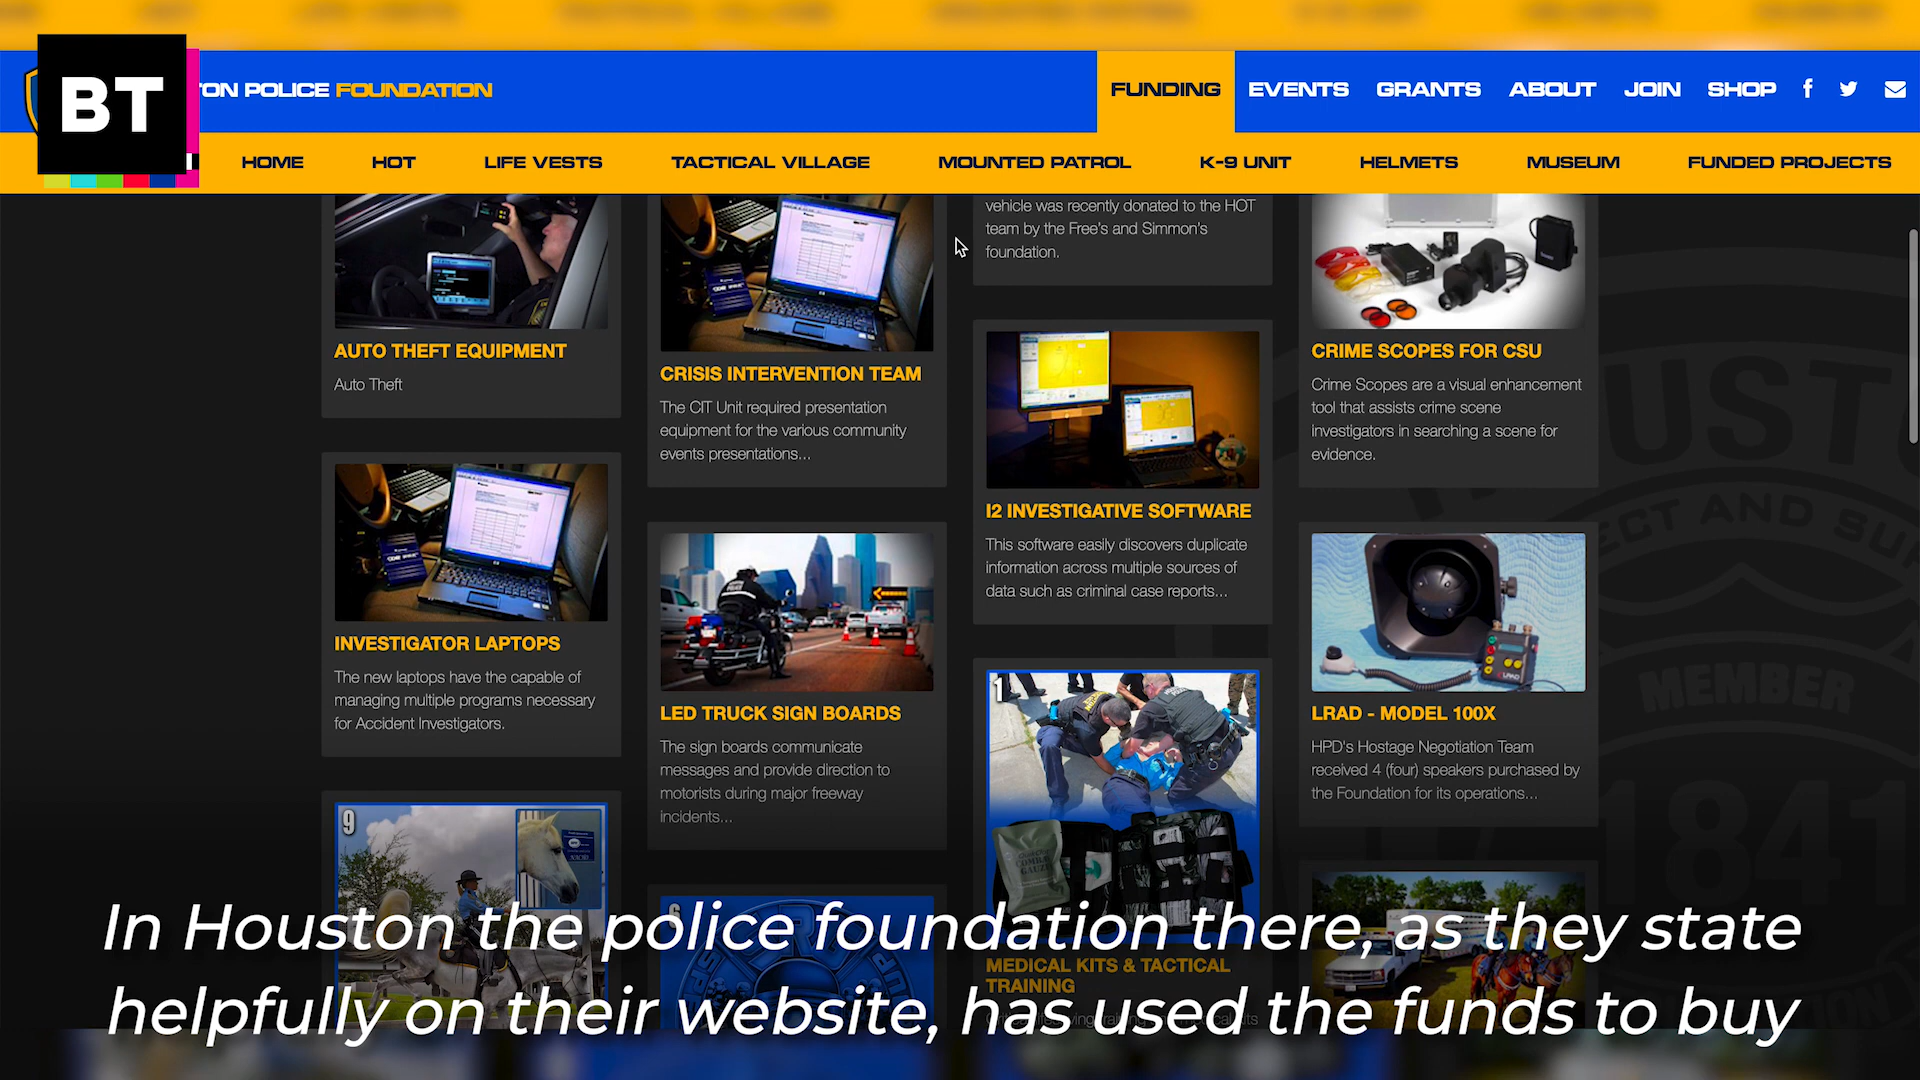 BT
TON POLICE FOUNDATION
FUNDING
EVENTS
GRANTS
ABOUT
JOIN
SHOP
HOME
HOT
LIFE VESTS
TACTICAL VILLAGE
MOUNTED PATROL
K-9 UNIT
HELMETS
MUSEUM
FUNDED PROJECTS
AUTO THEFT EQUIPMENT
Auto Theft
INVESTIGATOR LAPTOPS
The new laptops have the capable of
managing multiple programs necessary
for Accident Investigators.
9
CRISIS INTERVENTION TEAM
The CIT Unit required presentation
equipment for the various community
events presentations...
LED TRUCK SIGN BOARDS
The sign boards communicate
messages and provide direction to
motorists during major freeway
incidents...
6
vehicle was recently donated to the HOT
team by the Free's and Simmon's
foundation.
I2 INVESTIGATIVE SOFTWARE
This software easily discovers duplicate
information across multiple sources of
data such as criminal case reports...
1
MEDICAL KITS & TACTICAL
TRAINING
CRIME SCOPES FOR CSU
Crime Scopes are a visual enhancement
tool that assists crime scene
investigators in searching a scene for
evidence.
LRAD - MODEL 100X
HPD's Hostage Negotiation Team
received 4 (four) speakers purchased by
the Foundation for its operations...
MEMBER
1841
In Houston the police foundation there, as they state
helpfully on their website, has used the funds to buy